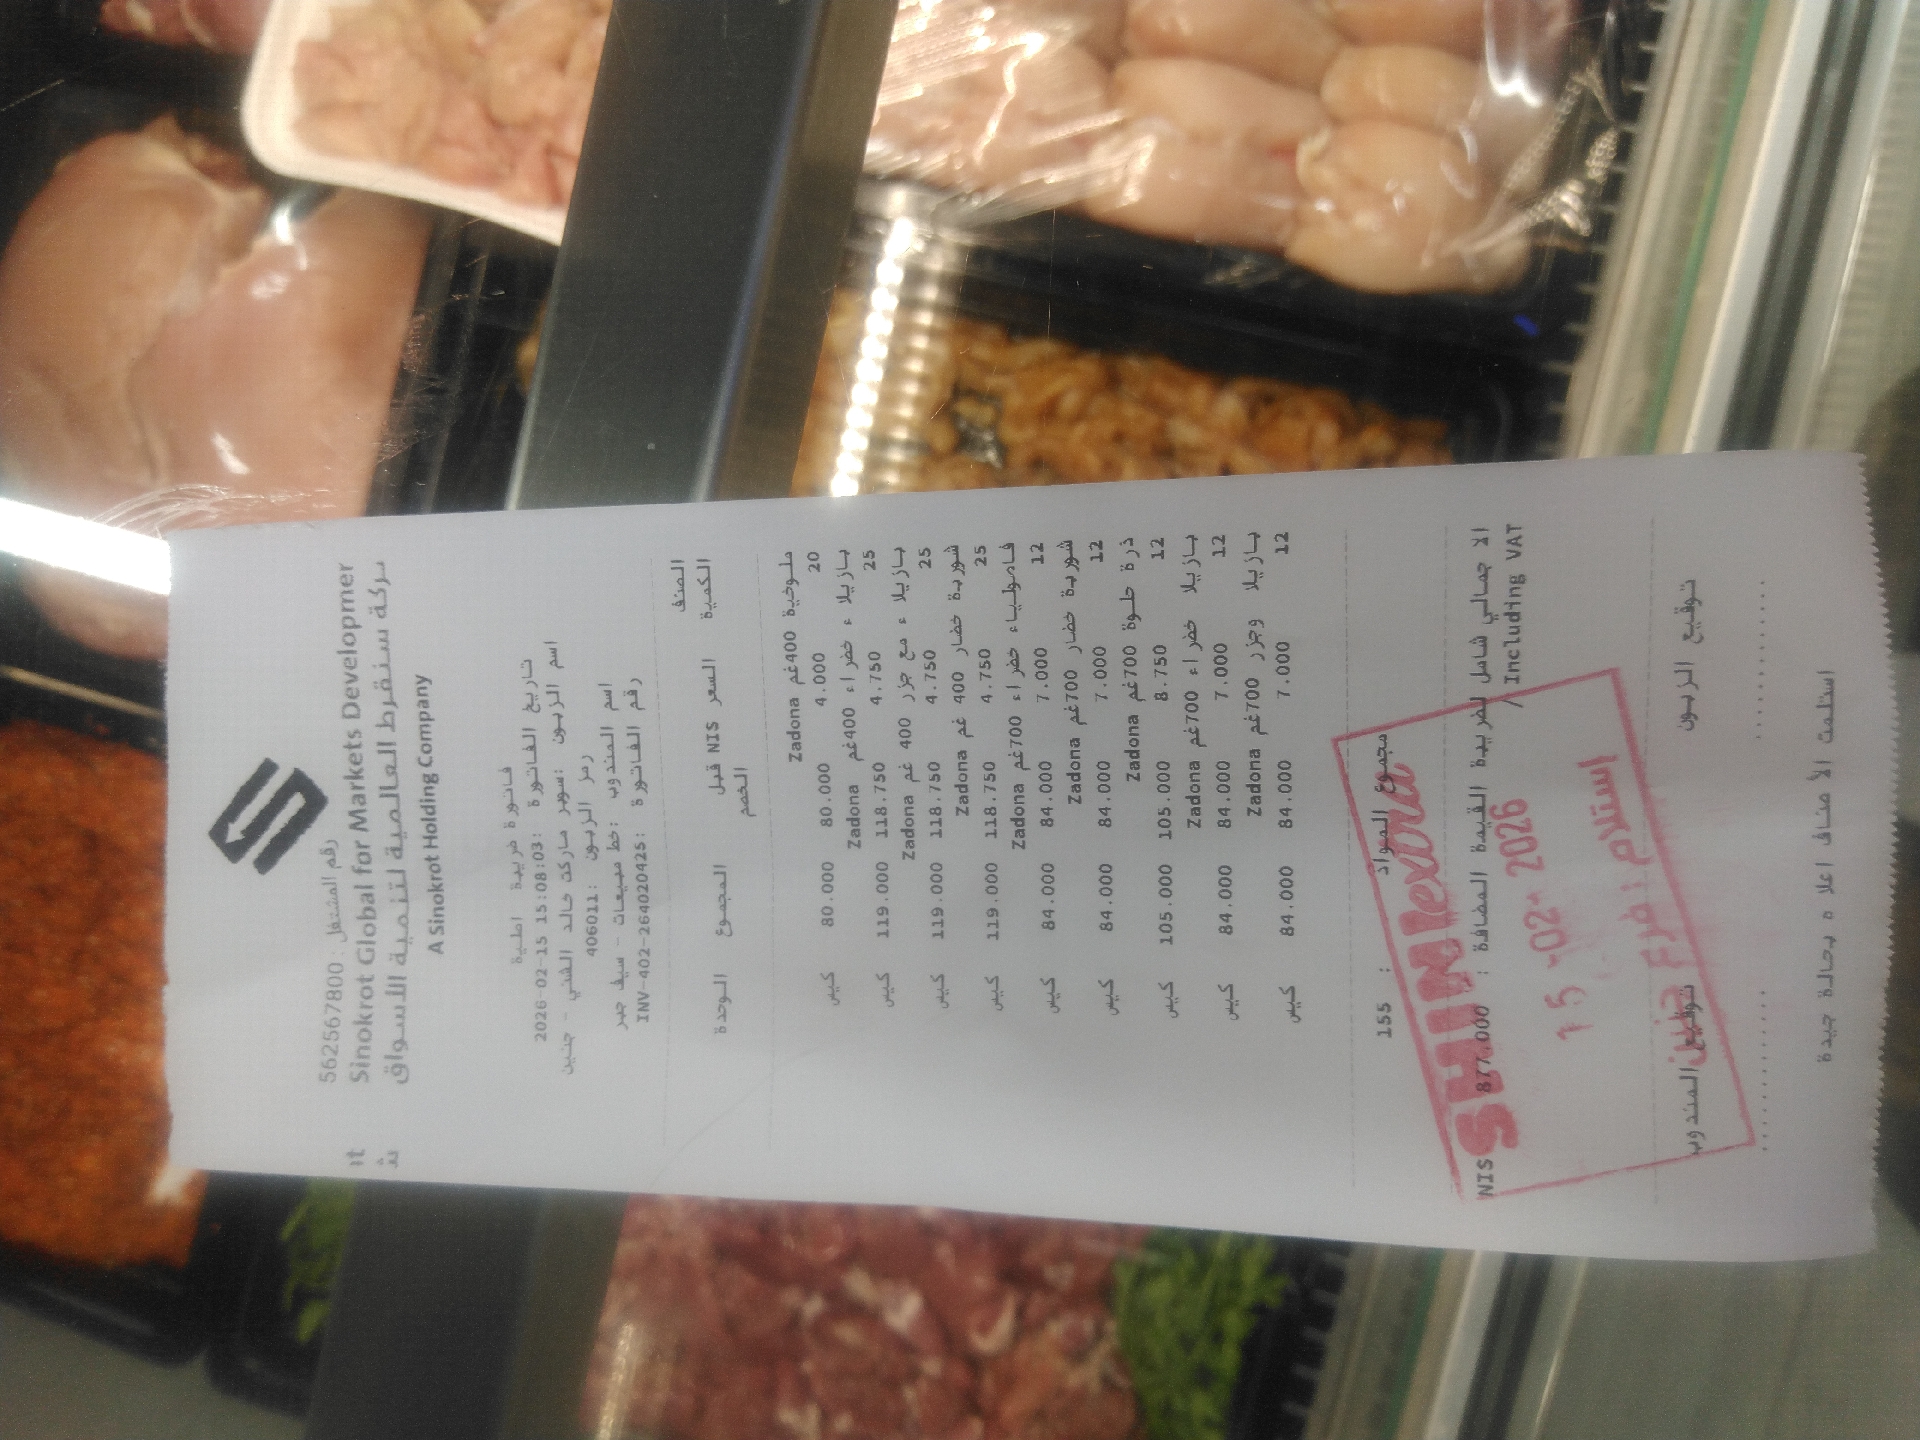 رقم المشتغل : 562567800
Sinokrot Global for Markets Developmer
it
شركة سنقرط العالمية لتنمية الأسواق
A Sinokrot Holding Company
فاتورة ضريبية اصلية
تاريخ الفاتورة :2026-02-15 15:08:03
اسم الزبون :سوبر ماركت خالد الشني - جنين
رمز الزبون :406011
اسم المندوب :خط مبيعات - سيف جبر
رقم الفاتورة :INV-402-264020425
الصنف
الكمية السعر NIS قبل الخصم المجموع الوحدة
ملوخية 400غم Zadona
20 4.000 80.000 80.000 كيس
بازيلاء خضراء 400غم Zadona
25 4.750 118.750 119.000 كيس
بازيلاء مع جزر 400 غم Zadona
25 4.750 118.750 119.000 كيس
شوربة خضار 400 غم Zadona
25 4.750 118.750 119.000 كيس
فاصولياء خضراء 700غم Zadona
12 7.000 84.000 84.000 كيس
شوربة خضار 700غم Zadona
12 7.000 84.000 84.000 كيس
ذرة حلوة 700غم Zadona
12 8.750 105.000 105.000 كيس
بازيلا خضراء 700غم Zadona
12 7.000 84.000 84.000 كيس
بازيلا وجزر 700غم Zadona
12 7.000 84.000 84.000 كيس
مجموع المواد : 155
الاجمالي شامل لضريبة القيمة المضافة : 877.000 NIS
/ Including VAT
SHINI extra
15 -02- 2026
استلام : فرع جنين
توقيع الزبون توقيع المندوب
استلمت الأصناف اعلاه بحالة جيدة